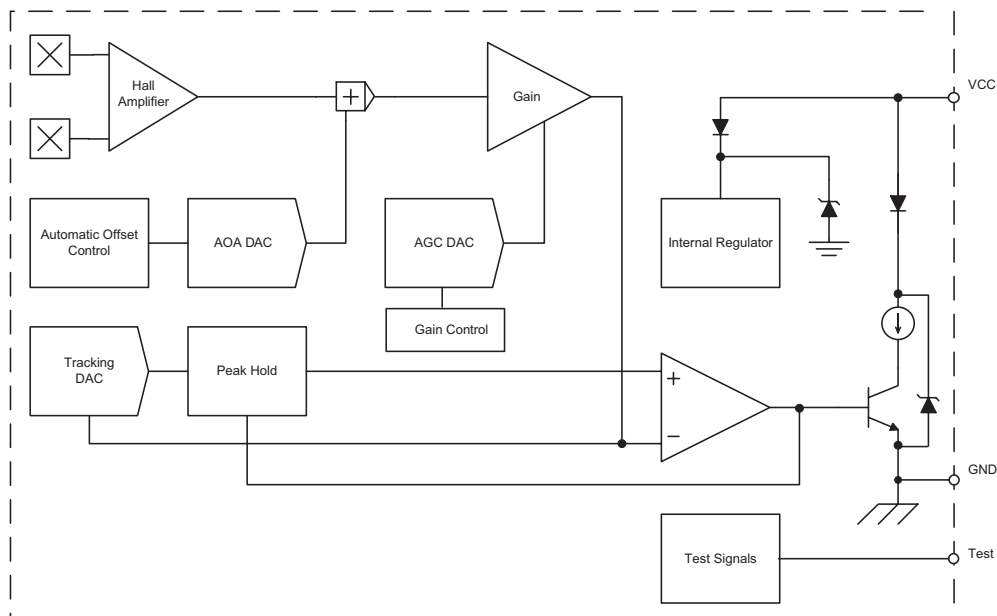 Hall
Amplifier
+
Gain
VCC
Automatic Offset
Control
AOA DAC
AGC DAC
Internal Regulator
Gain Control
Tracking
DAC
Peak Hold
+
−
GND
Test Signals
Test